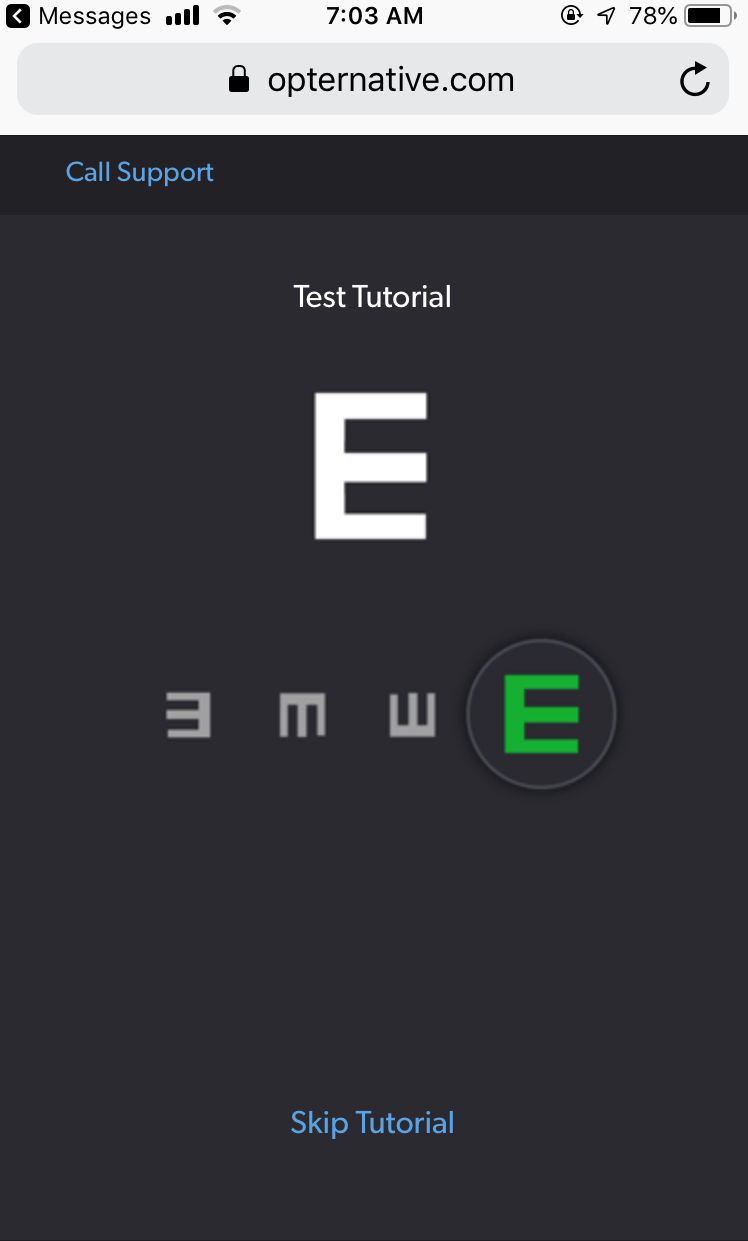 Messages 7:03 AM 78%
opternative.com
Call Support
Test Tutorial
E
E E E E
Skip Tutorial